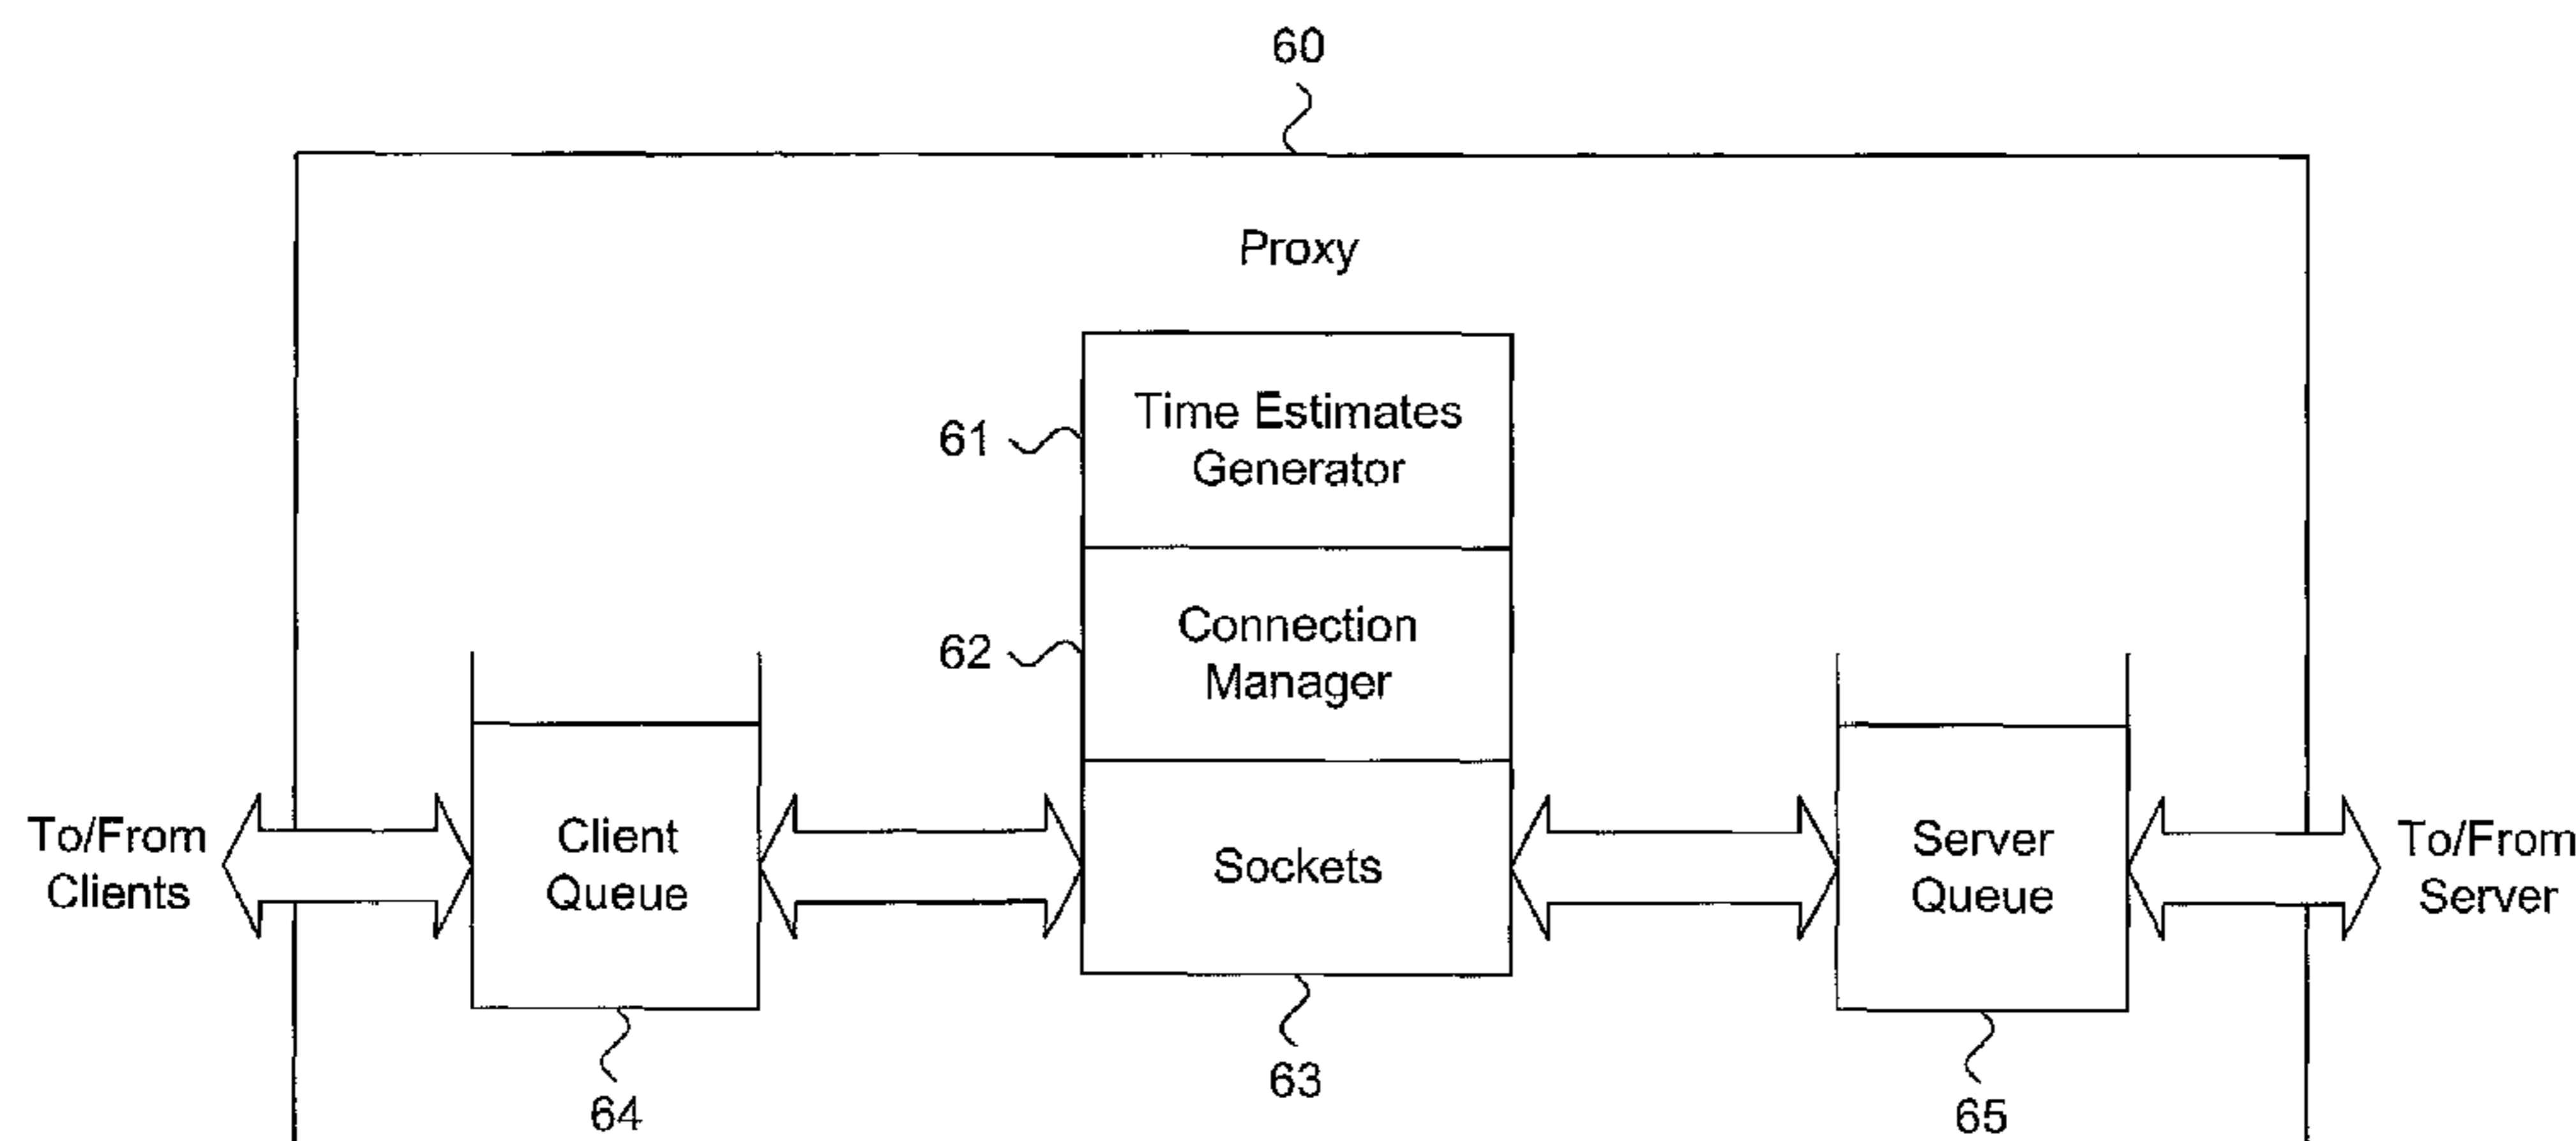 60
Proxy
61
Time Estimates
Generator
62
Connection
Manager
To/From
Clients
Client
Queue
Sockets
Server
Queue
To/From
Server
64
63
65